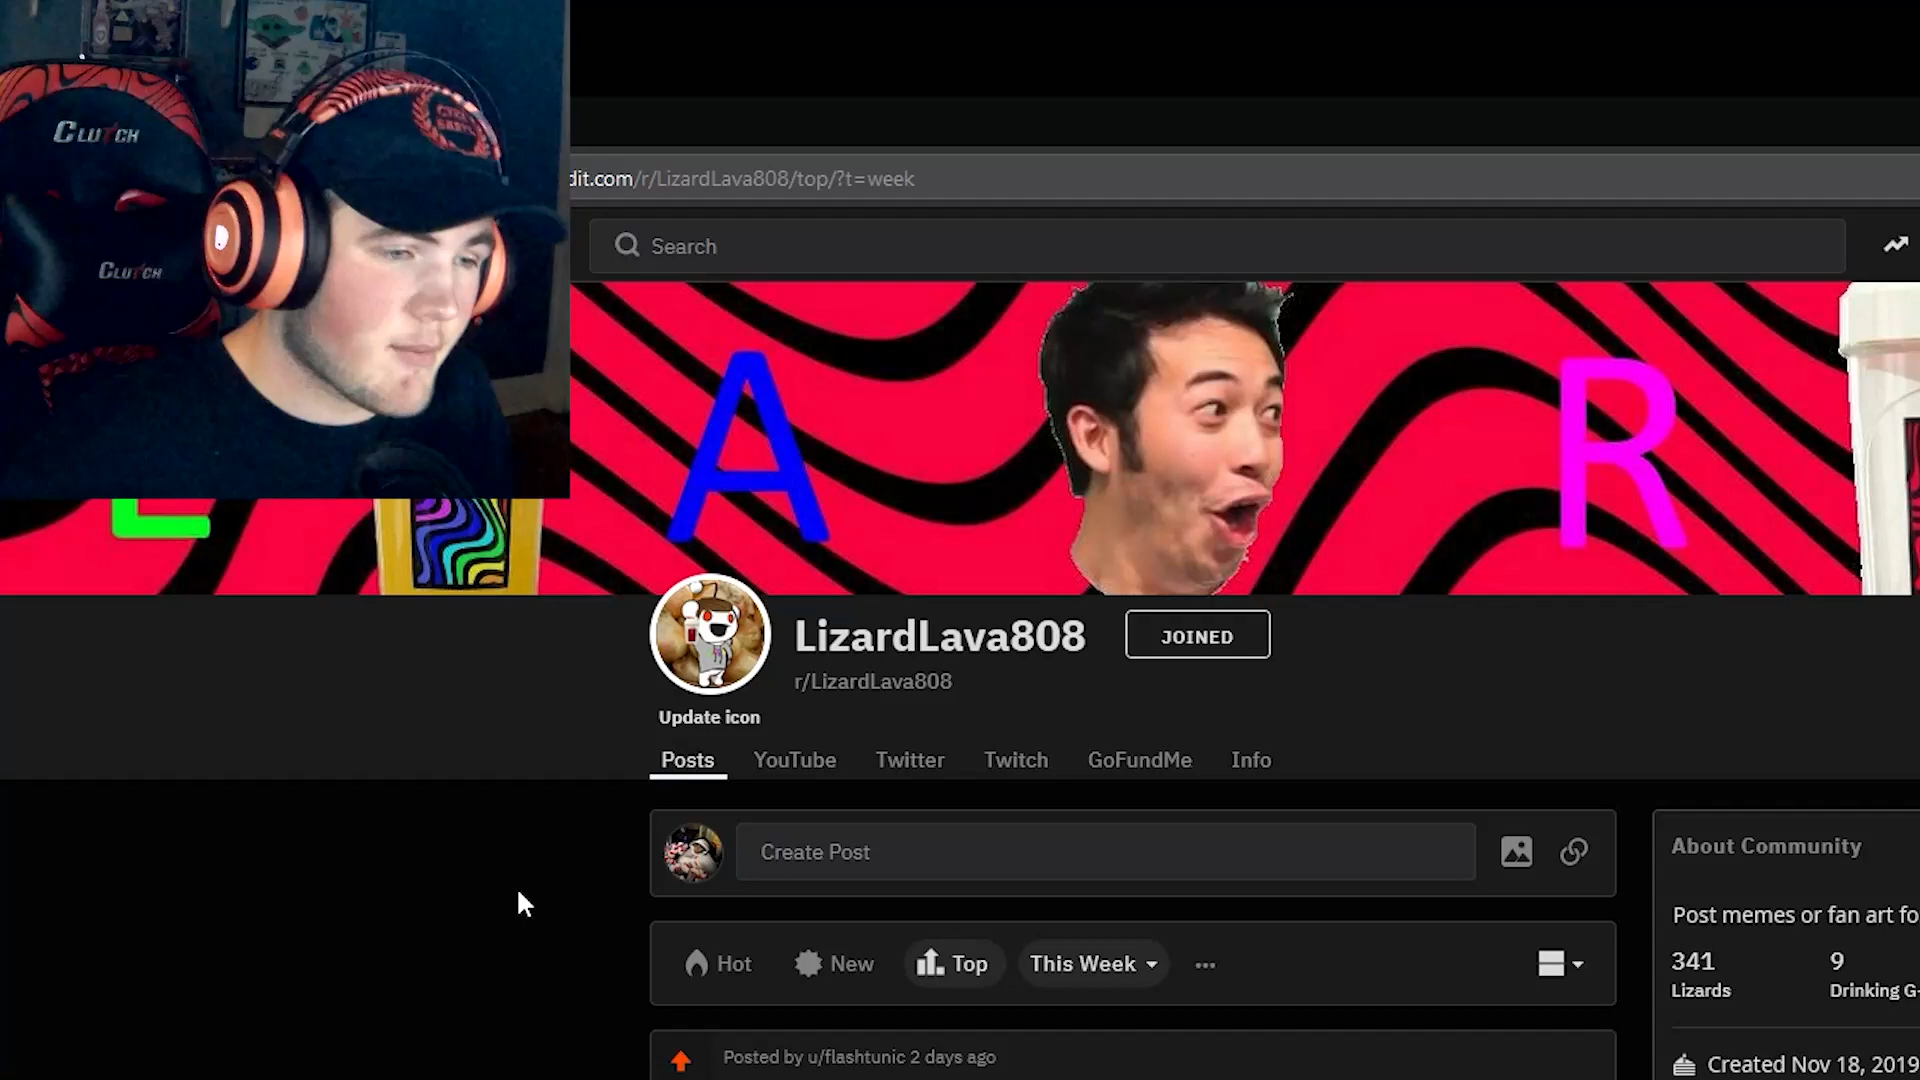 CLUTCH
CLUTCH
dit.com/r/LizardLava808/top/?t=week
Search
L A R
LizardLava808
JOINED
r/LizardLava808
Update icon
Posts YouTube Twitter Twitch GoFundMe Info
Create Post
About Community
Post memes or fan art fo
Hot New Top This Week
341 9
Lizards Drinking G
Posted by u/flashtunic 2 days ago
Created Nov 18, 2019